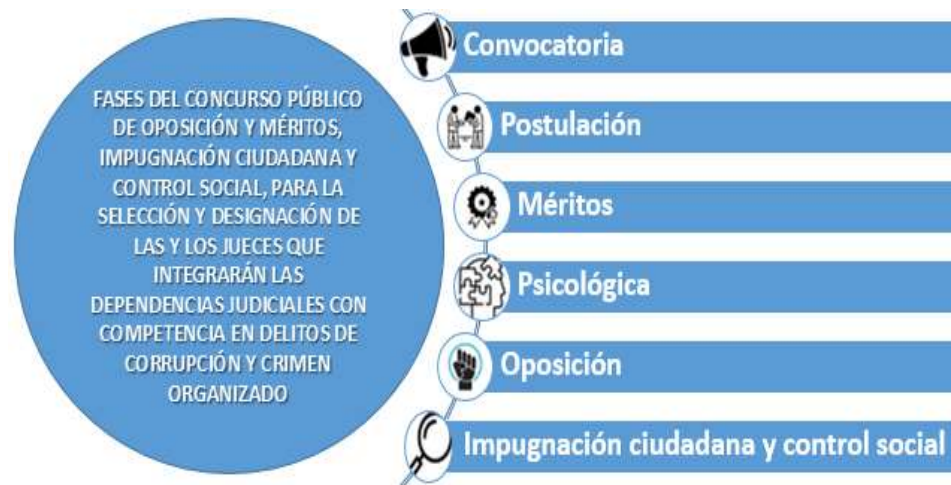 FASES DEL CONCURSO PÚBLICO
DE OPOSICIÓN Y MÉRITOS,
IMPUGNACIÓN CIUDADANA Y
CONTROL SOCIAL, PARA LA
SELECCIÓN Y DESIGNACIÓN DE
LAS Y LOS JUECES QUE
INTEGRARÁN LAS
DEPENDENCIAS JUDICIALES CON
COMPETENCIA EN DELITOS DE
CORRUPCIÓN Y CRIMEN
ORGANIZADO
Convocatoria
Postulación
Méritos
Psicológica
Oposición
Impugnación ciudadana y control social